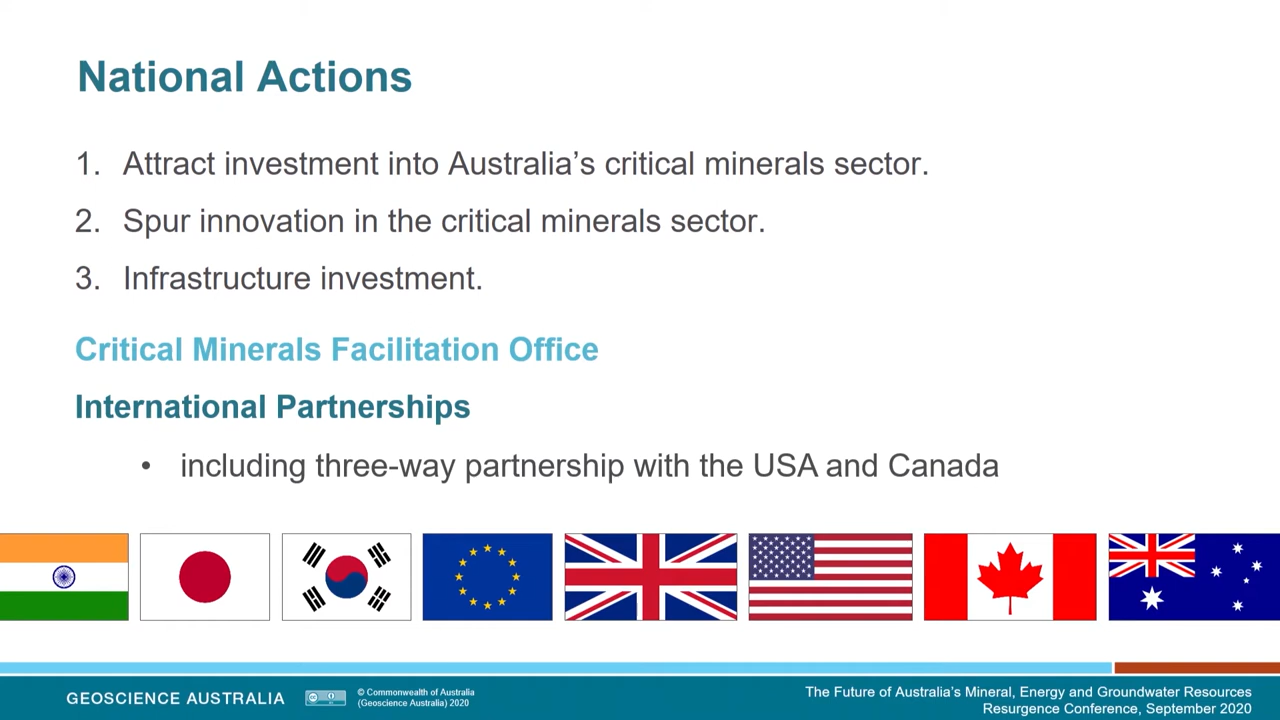 National Actions
1. Attract investment into Australia’s critical minerals sector.
2. Spur innovation in the critical minerals sector.
3. Infrastructure investment.
Critical Minerals Facilitation Office
International Partnerships
• including three-way partnership with the USA and Canada
GEOSCIENCE AUSTRALIA
© Commonwealth of Australia
(Geoscience Australia) 2020
The Future of Australia’s Mineral, Energy and Groundwater Resources
Resurgence Conference, September 2020